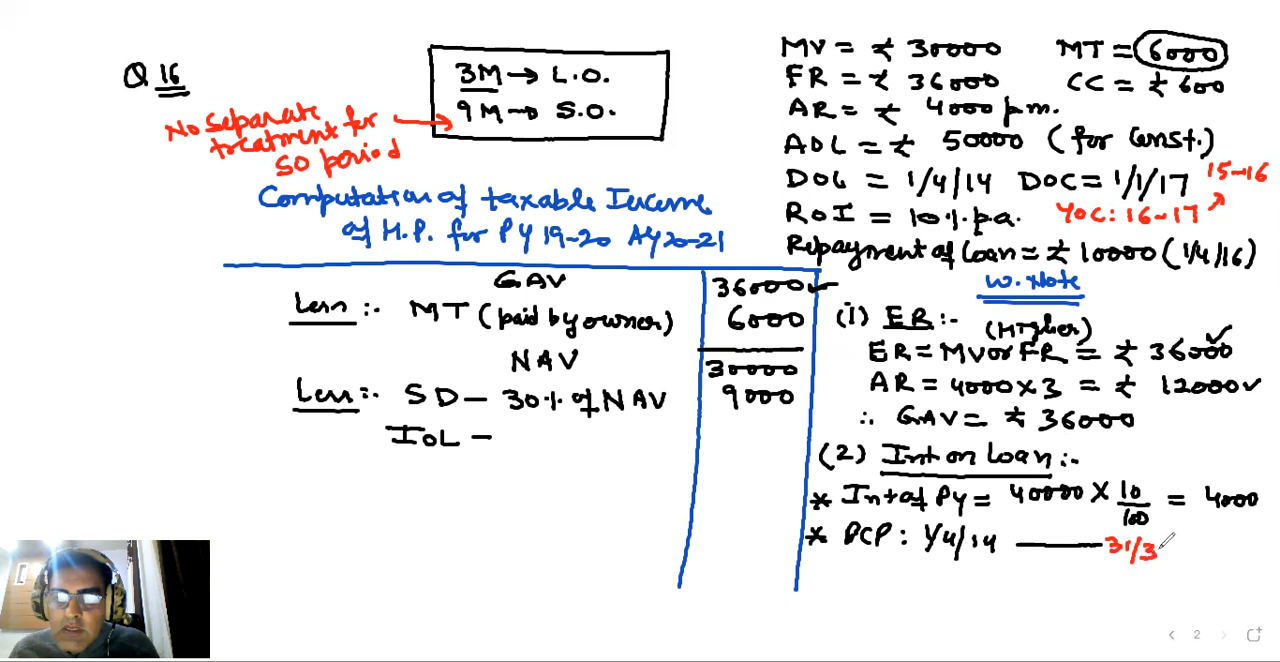 Q 16
3M → L.O.
9M → S.O.
No separate
treatment for
SO period
Computation of taxable Income
of H.P. for PY 19-20 AY 20-21
GAV 36000
Less :- MT (paid by owner) 6000
NAV 30000
Less :- SD - 30% of NAV 9000
IOL -
MV = ₹ 30000 MT = 6000
FR = ₹ 36000 CC = ₹ 600
AR = ₹ 4000 p.m.
AOL = ₹ 50000 (for Const.)
DOL = 1/4/14 DOC = 1/1/17 15-16
ROI = 10% p.a. YOC : 16-17
Repayment of loan = ₹ 10000 (1/4/16)
W. Note
(1) ER :- (Higher)
ER = MV or FR = ₹ 36000
AR = 4000 × 3 = ₹ 12000
∴ GAV = ₹ 36000
(2) Int on Loan :-
* Int of Py = 40000 × 10/100 = 4000
* PCP : 1/4/14 —— 31/3
2